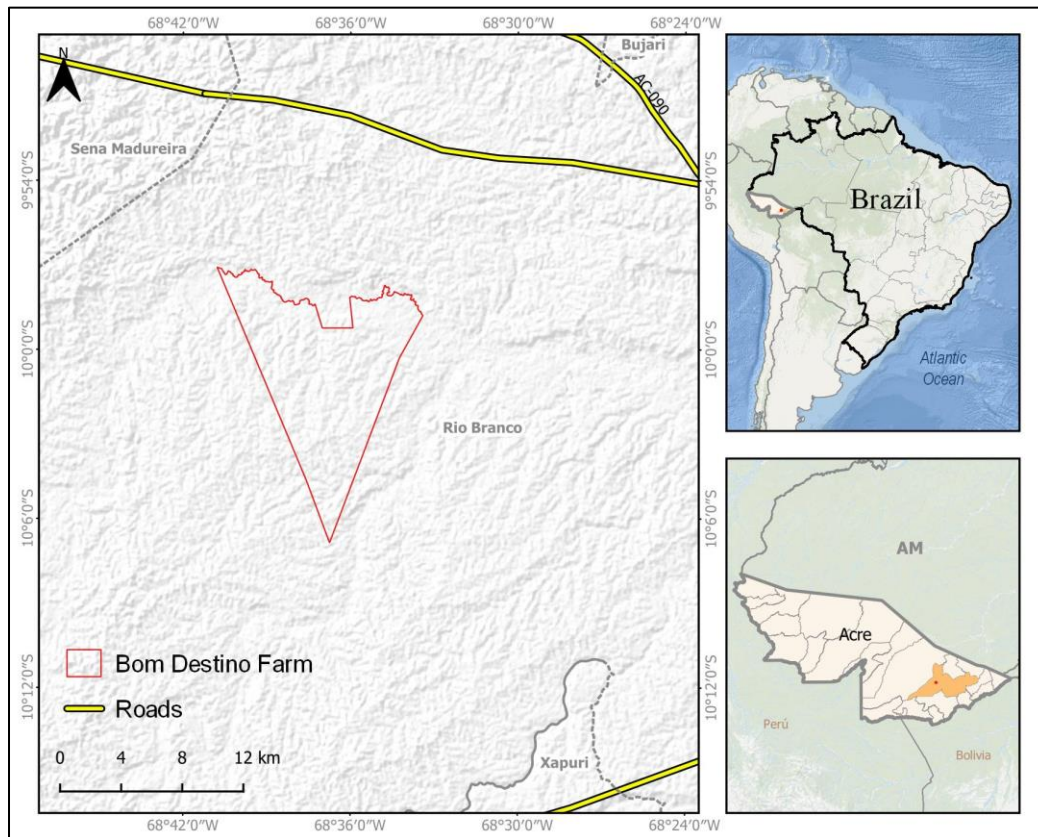 68°42'0"W 68°36'0"W 68°30'0"W 68°24'0"W
N
Bujari
AC-090
Sena Madureira
9°54'0"S
9°54'0"S
10°0'0"S
10°0'0"S
Rio Branco
10°6'0"S
10°6'0"S
Bom Destino Farm
Roads
10°12'0"S
10°12'0"S
0 4 8 12 km
Xapuri
68°42'0"W 68°36'0"W 68°30'0"W 68°24'0"W
Brazil
Atlantic
Ocean
AM
Acre
Perú
Bolivia